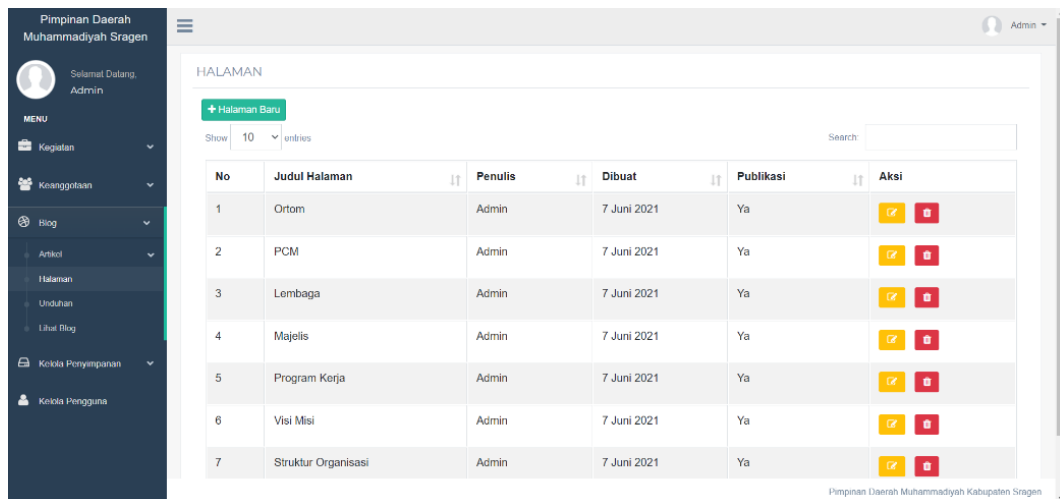 Pimpinan Daerah
Muhammadiyah Sragen
Selamat Datang,
Admin
MENU
Kegiatan
Keanggotaan
Blog
Artikel
Halaman
Unduhan
Lihat Blog
Kelola Penyimpanan
Kelola Pengguna
Admin
HALAMAN
+ Halaman Baru
Show 10 entries Search:
No Judul Halaman Penulis Dibuat Publikasi Aksi
1 Ortom Admin 7 Juni 2021 Ya
2 PCM Admin 7 Juni 2021 Ya
3 Lembaga Admin 7 Juni 2021 Ya
4 Majelis Admin 7 Juni 2021 Ya
5 Program Kerja Admin 7 Juni 2021 Ya
6 Visi Misi Admin 7 Juni 2021 Ya
7 Struktur Organisasi Admin 7 Juni 2021 Ya
Pimpinan Daerah Muhammadiyah Kabupaten Sragen